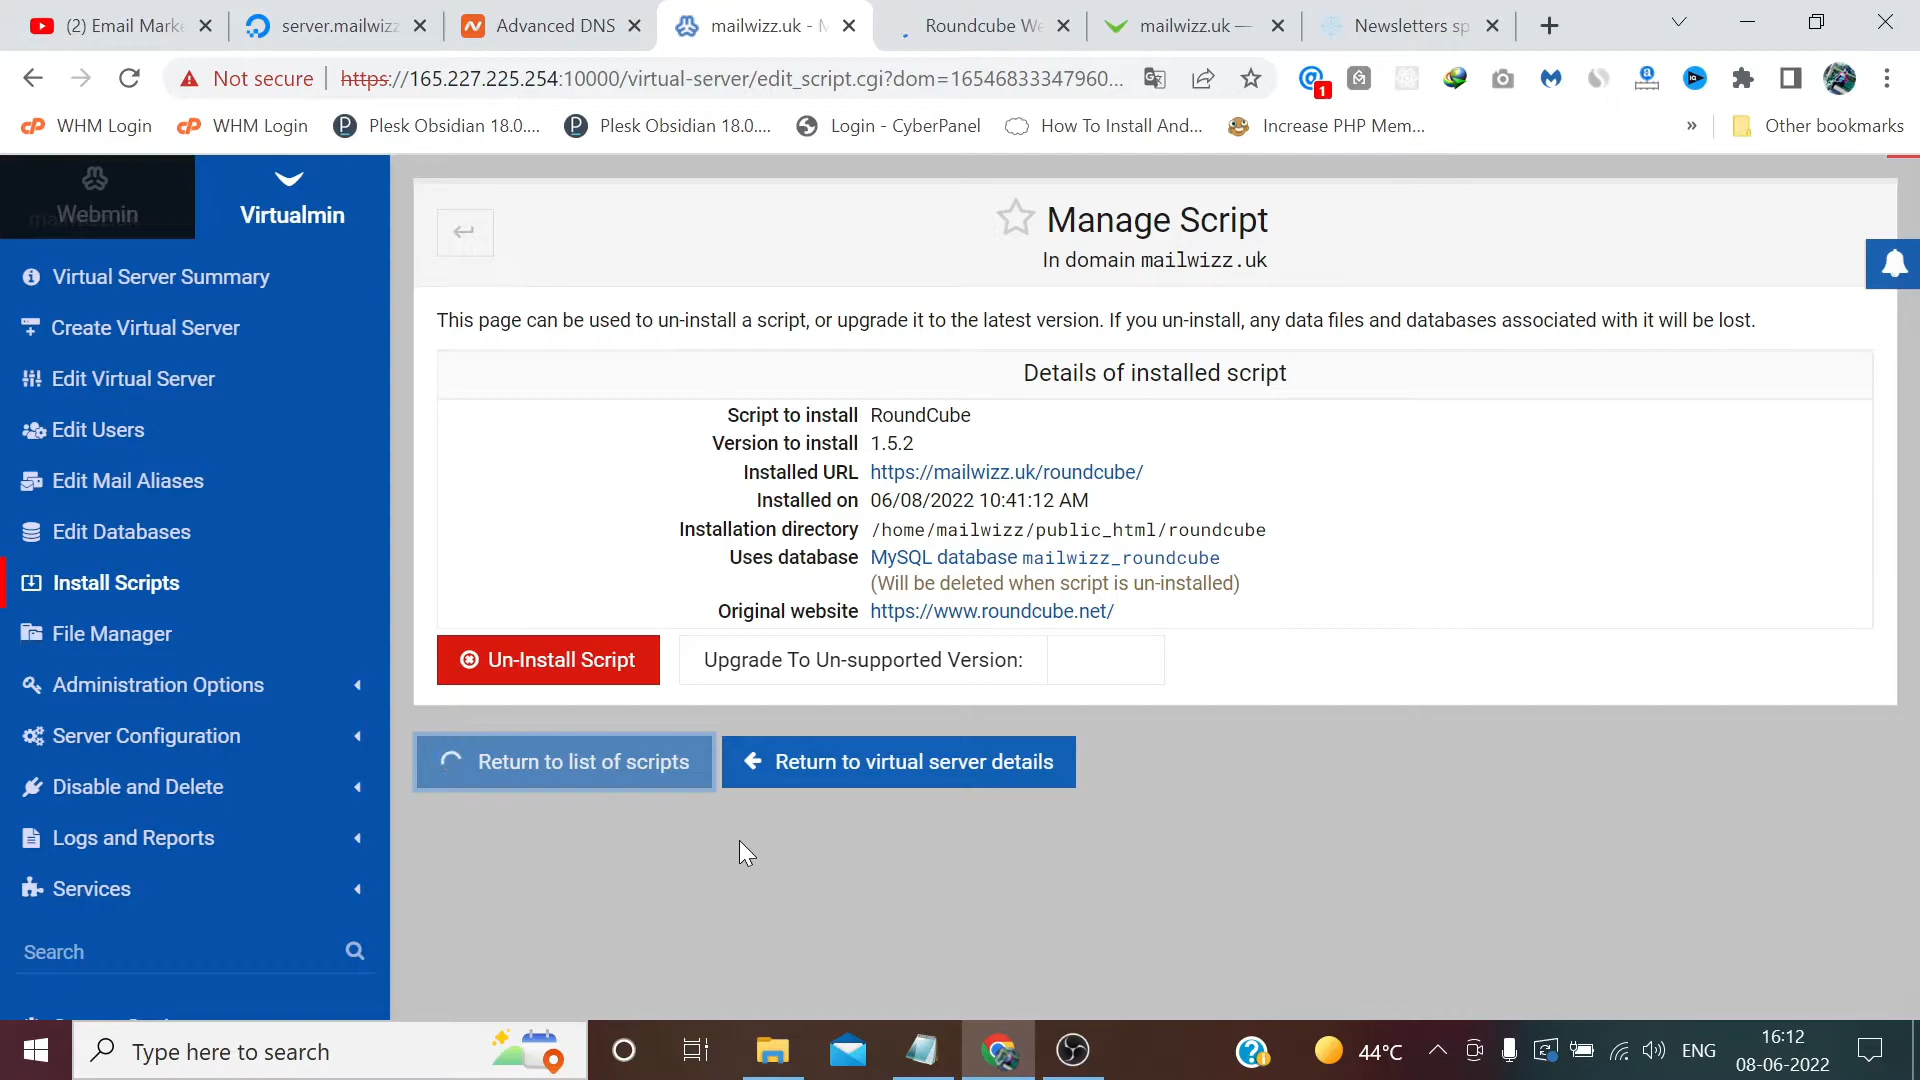 (2) Email Marke
server.mailwizz
Advanced DNS
mailwizz.uk - M
Roundcube We
mailwizz.uk —
Newsletters sp
Not secure
https://165.227.225.254:10000/virtual-server/edit_script.cgi?dom=16546833347960...
1
WHM Login
WHM Login
Plesk Obsidian 18.0....
Plesk Obsidian 18.0....
Login - CyberPanel
How To Install And...
Increase PHP Mem...
»
Other bookmarks
Webmin
Virtualmin
Virtual Server Summary
Create Virtual Server
Edit Virtual Server
Edit Users
Edit Mail Aliases
Edit Databases
Install Scripts
File Manager
Administration Options
Server Configuration
Disable and Delete
Logs and Reports
Services
Search
Manage Script
In domain mailwizz.uk
This page can be used to un-install a script, or upgrade it to the latest version. If you un-install, any data files and databases associated with it will be lost.
Details of installed script
Script to install RoundCube
Version to install 1.5.2
Installed URL https://mailwizz.uk/roundcube/
Installed on 06/08/2022 10:41:12 AM
Installation directory /home/mailwizz/public_html/roundcube
Uses database MySQL database mailwizz_roundcube
(Will be deleted when script is un-installed)
Original website https://www.roundcube.net/
Un-Install Script
Upgrade To Un-supported Version:
Return to list of scripts
Return to virtual server details
Type here to search
44°C
ENG
16:12
08-06-2022